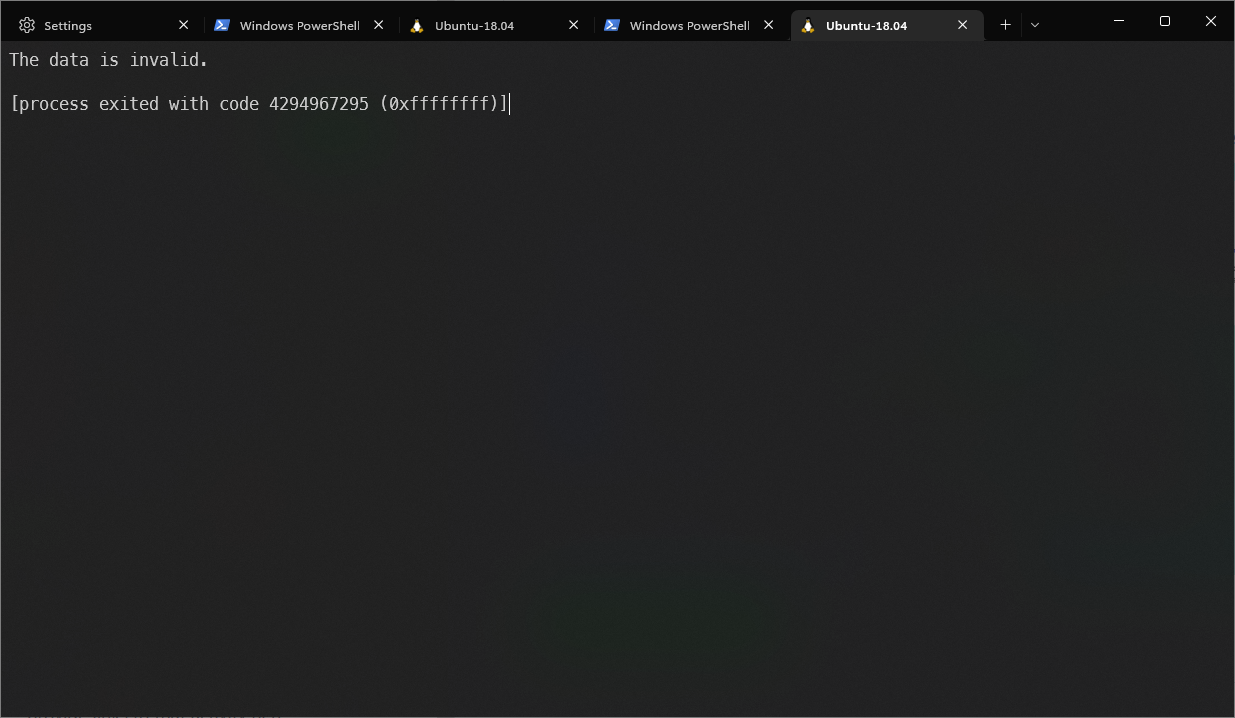 Settings
Windows PowerShell
Ubuntu-18.04
Windows PowerShell
Ubuntu-18.04
The data is invalid.
[process exited with code 4294967295 (0xffffffff)]